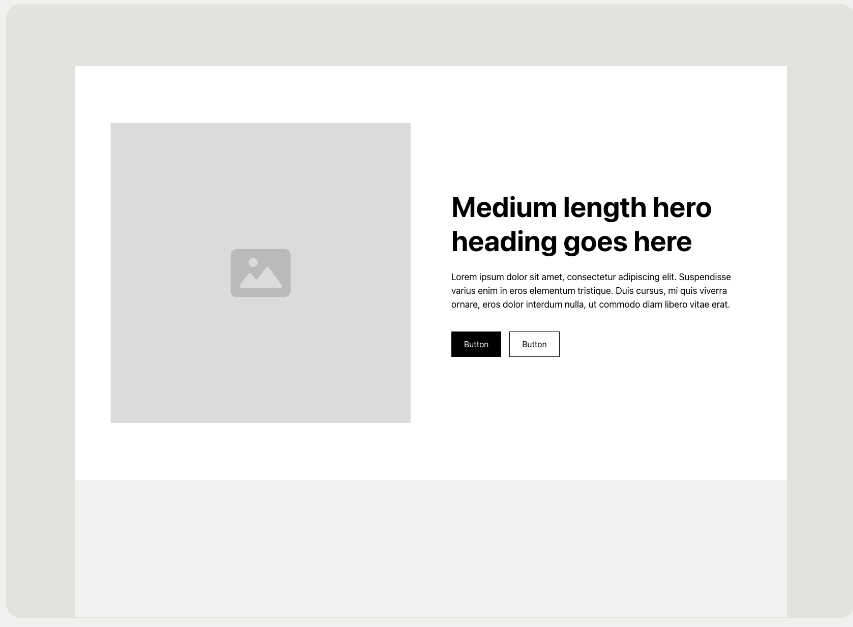 Medium length hero
heading goes here
Lorem ipsum dolor sit amet, consectetur adipiscing elit. Suspendisse
varius enim in eros elementum tristique. Duis cursus, mi quis viverra
ornare, eros dolor interdum nulla, ut commodo diam libero vitae erat.
Button
Button